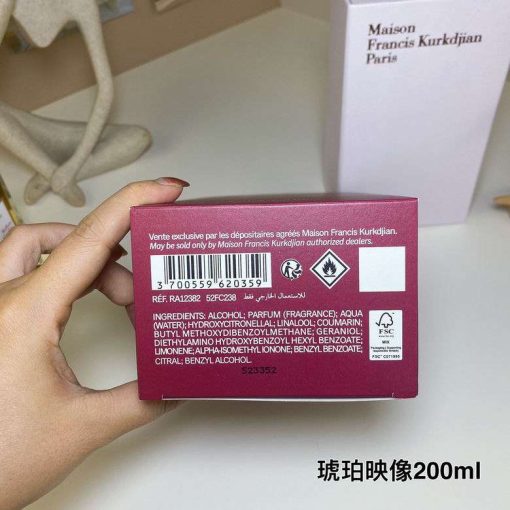 Maison
Francis Kurkdjian
Paris
Vente exclusive par les dépositaires agréés Maison Francis Kurkdjian.
May be sold only by Maison Francis Kurkdjian authorized dealers.
3 700559 620359
RÉF. RA12382 52FC238 للاستعمال الخارجي فقط
INGREDIENTS: ALCOHOL; PARFUM (FRAGRANCE); AQUA
(WATER); HYDROXYCITRONELLAL; LINALOOL; COUMARIN;
BUTYL METHOXYDIBENZOYLMETHANE; GERANIOL;
DIETHYLAMINO HYDROXYBENZOYL HEXYL BENZOATE;
LIMONENE; ALPHA-ISOMETHYL IONONE; BENZYL BENZOATE;
CITRAL; BENZYL ALCOHOL.
S23352
FSC
MIX
琥珀映像200ml